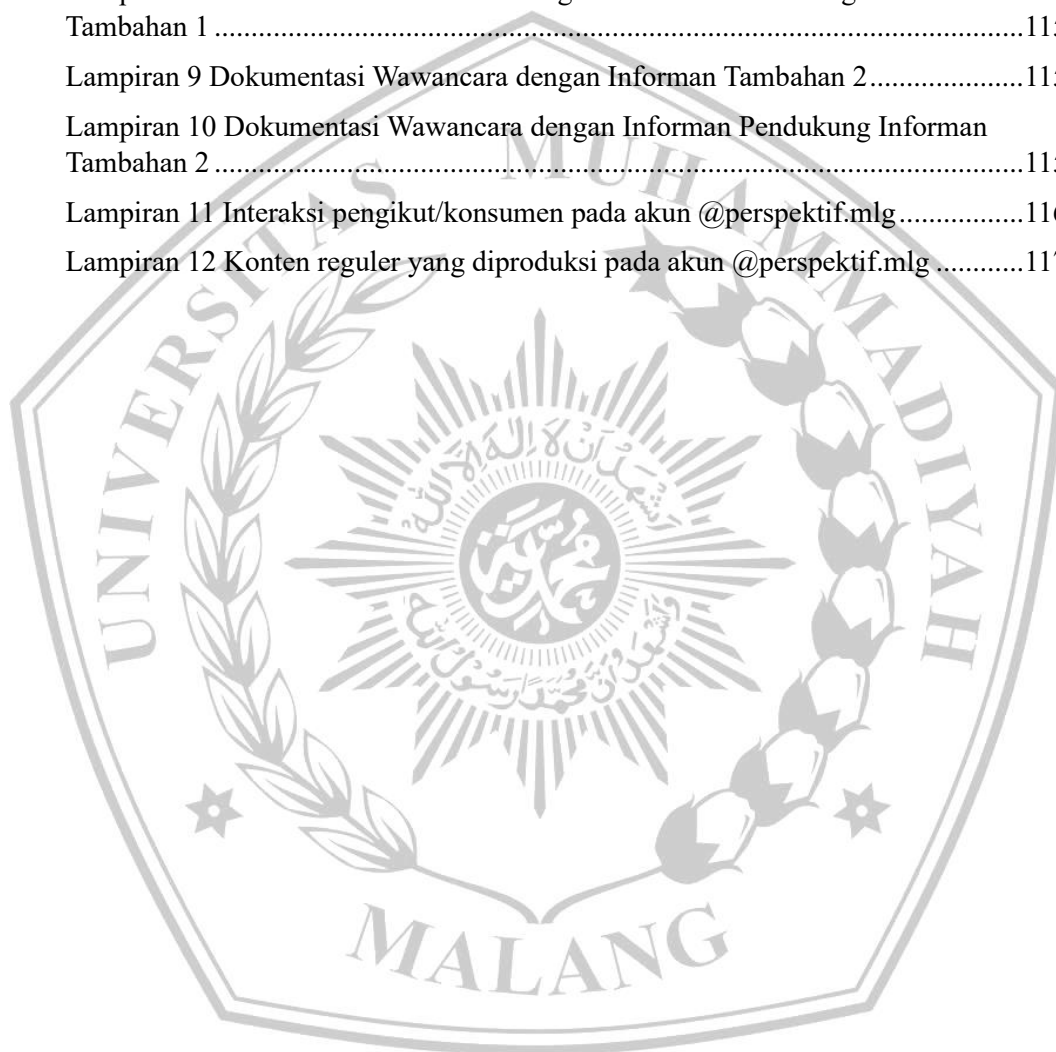 Tambahan 1 ............................................................................................................ 11
Lampiran 9 Dokumentasi Wawancara dengan Informan Tambahan 2 .................... 11
Lampiran 10 Dokumentasi Wawancara dengan Informan Pendukung Informan
Tambahan 2 ............................................................................................................ 11
Lampiran 11 Interaksi pengikut/konsumen pada akun @perspektif.mlg ................. 116
Lampiran 12 Konten reguler yang diproduksi pada akun @perspektif.mlg ............ 117
UNIVERSITAS MUHAMMADIYAH
MALANG